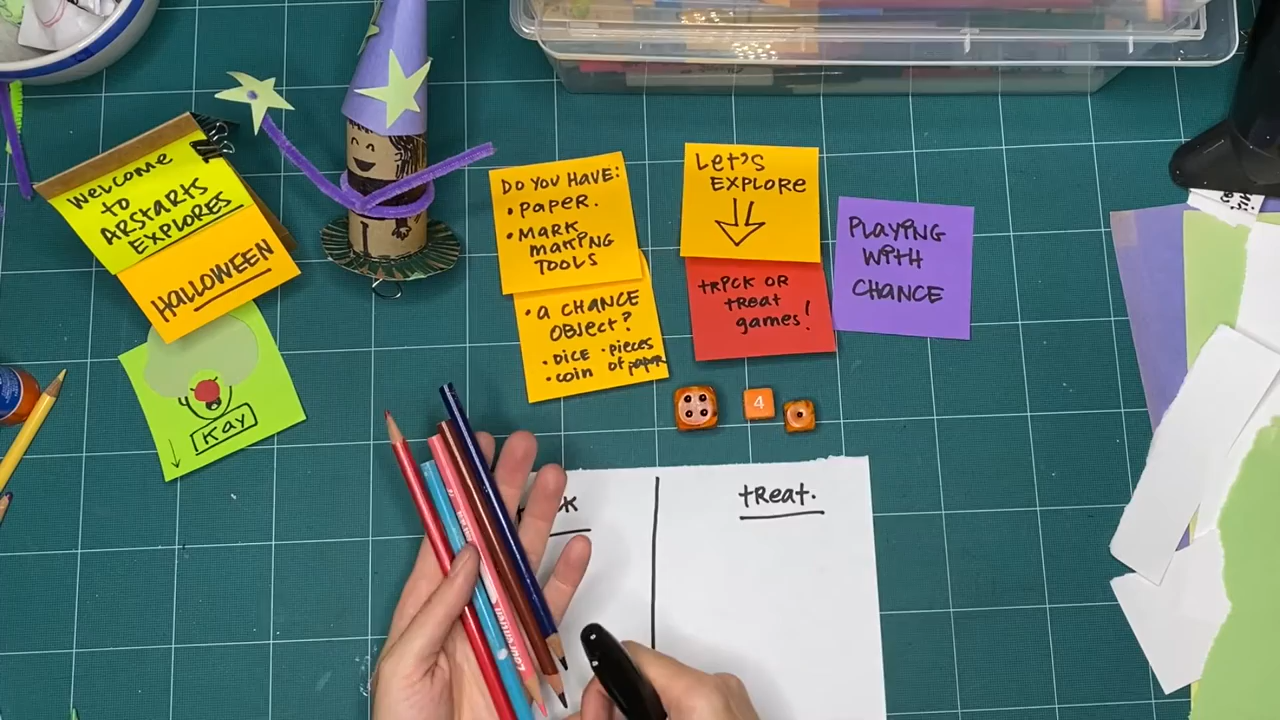 Welcome
to
ARSTARTS
EXPLORES
HALLOWEEN
KAY
DO YOU HAVE:
• PAPER.
• MARK
MAKING
TOOLS
• A CHANCE
OBJECT?
• DICE • PIECES
• COIN OF PAPER
LET'S
EXPLORE
TRICK OR
TREAT
games!
PLAYING
WITH
CHANCE
4
TREAT.